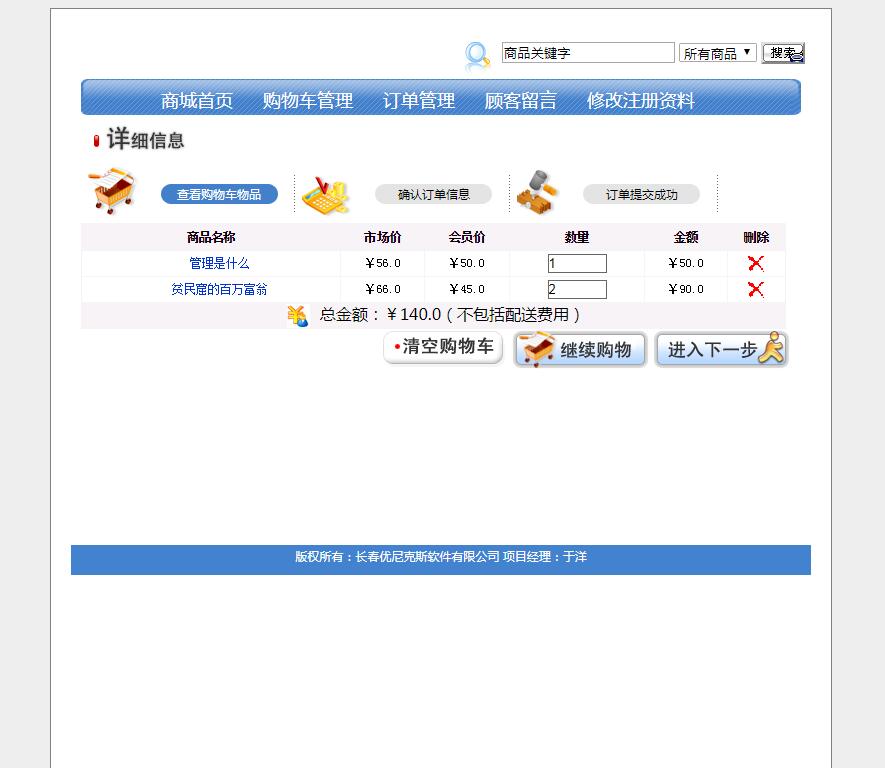 商品关键字 所有商品 搜索
商城首页 购物车管理 订单管理 顾客留言 修改注册资料
详细信息
查看购物车物品 确认订单信息 订单提交成功
商品名称 市场价 会员价 数量 金额 删除
管理是什么 ￥56.0 ￥50.0 1 ￥50.0
贫民窟的百万富翁 ￥66.0 ￥45.0 2 ￥90.0
总金额：￥140.0（不包括配送费用）
清空购物车 继续购物 进入下一步
版权所有：长春优尼克斯软件有限公司 项目经理：于洋